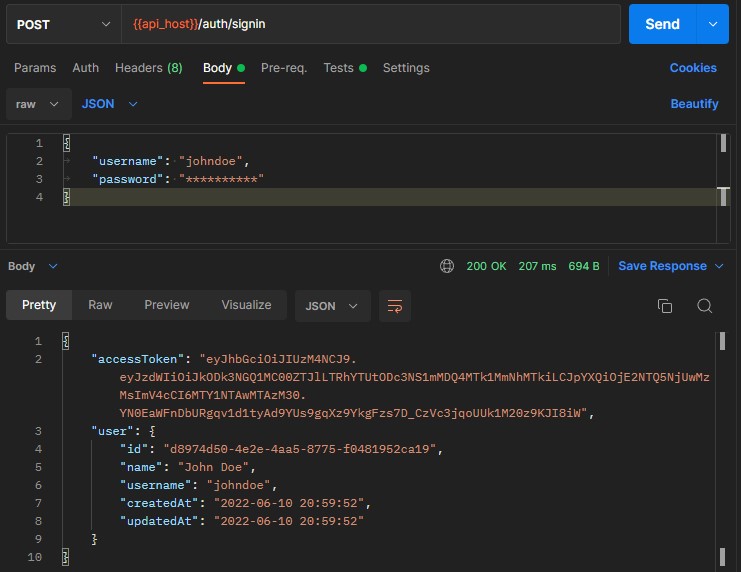 POST {{api_host}}/auth/signin Send
Params Auth Headers (8) Body Pre-req. Tests Settings Cookies
raw JSON Beautify
1 {
2 "username": "johndoe",
3 "password": "**********"
4 }
Body 200 OK 207 ms 694 B Save Response
Pretty Raw Preview Visualize JSON
1 {
2 "accessToken": "eyJhbGciOiJIUzM4NCJ9.
eyJzdWIiOiJkODk3NGQ1MC00ZTJlLTRhYTUtODc3NS1mMDQ4MTk1MmNhMTkiLCJpYXQiOjE2NTQ5NjUwMz
MsImV4cCI6MTY1NTAwMTAzM30.
YN0EaWFnDbURgqv1d1tyAd9YUs9gqXz9YkgFzs7D_CzVc3jqoUUk1M20z9KJI8iW",
3 "user": {
4 "id": "d8974d50-4e2e-4aa5-8775-f0481952ca19",
5 "name": "John Doe",
6 "username": "johndoe",
7 "createdAt": "2022-06-10 20:59:52",
8 "updatedAt": "2022-06-10 20:59:52"
9 }
10 }